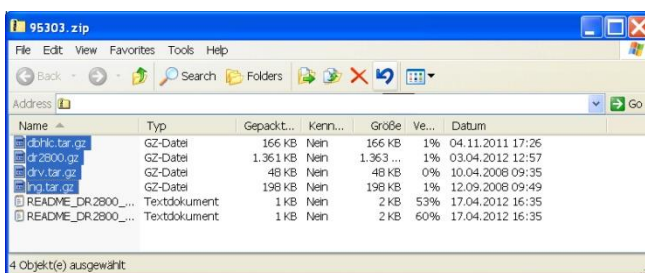 95303.zip
File Edit View Favorites Tools Help
Back Search Folders
Address Go
Name Typ Gepackt... Kenn... Größe Ve... Datum
dbhlc.tar.gz GZ-Datei 166 KB Nein 166 KB 1% 04.11.2011 17:26
dr2800.gz GZ-Datei 1.361 KB Nein 1.363 ... 1% 03.04.2012 12:57
drv.tar.gz GZ-Datei 48 KB Nein 48 KB 0% 10.04.2008 09:35
lng.tar.gz GZ-Datei 198 KB Nein 198 KB 1% 12.09.2008 09:49
README_DR2800_... Textdokument 1 KB Nein 2 KB 53% 17.04.2012 16:35
README_DR2800_... Textdokument 1 KB Nein 2 KB 60% 17.04.2012 16:35
4 Objekt(e) ausgewählt